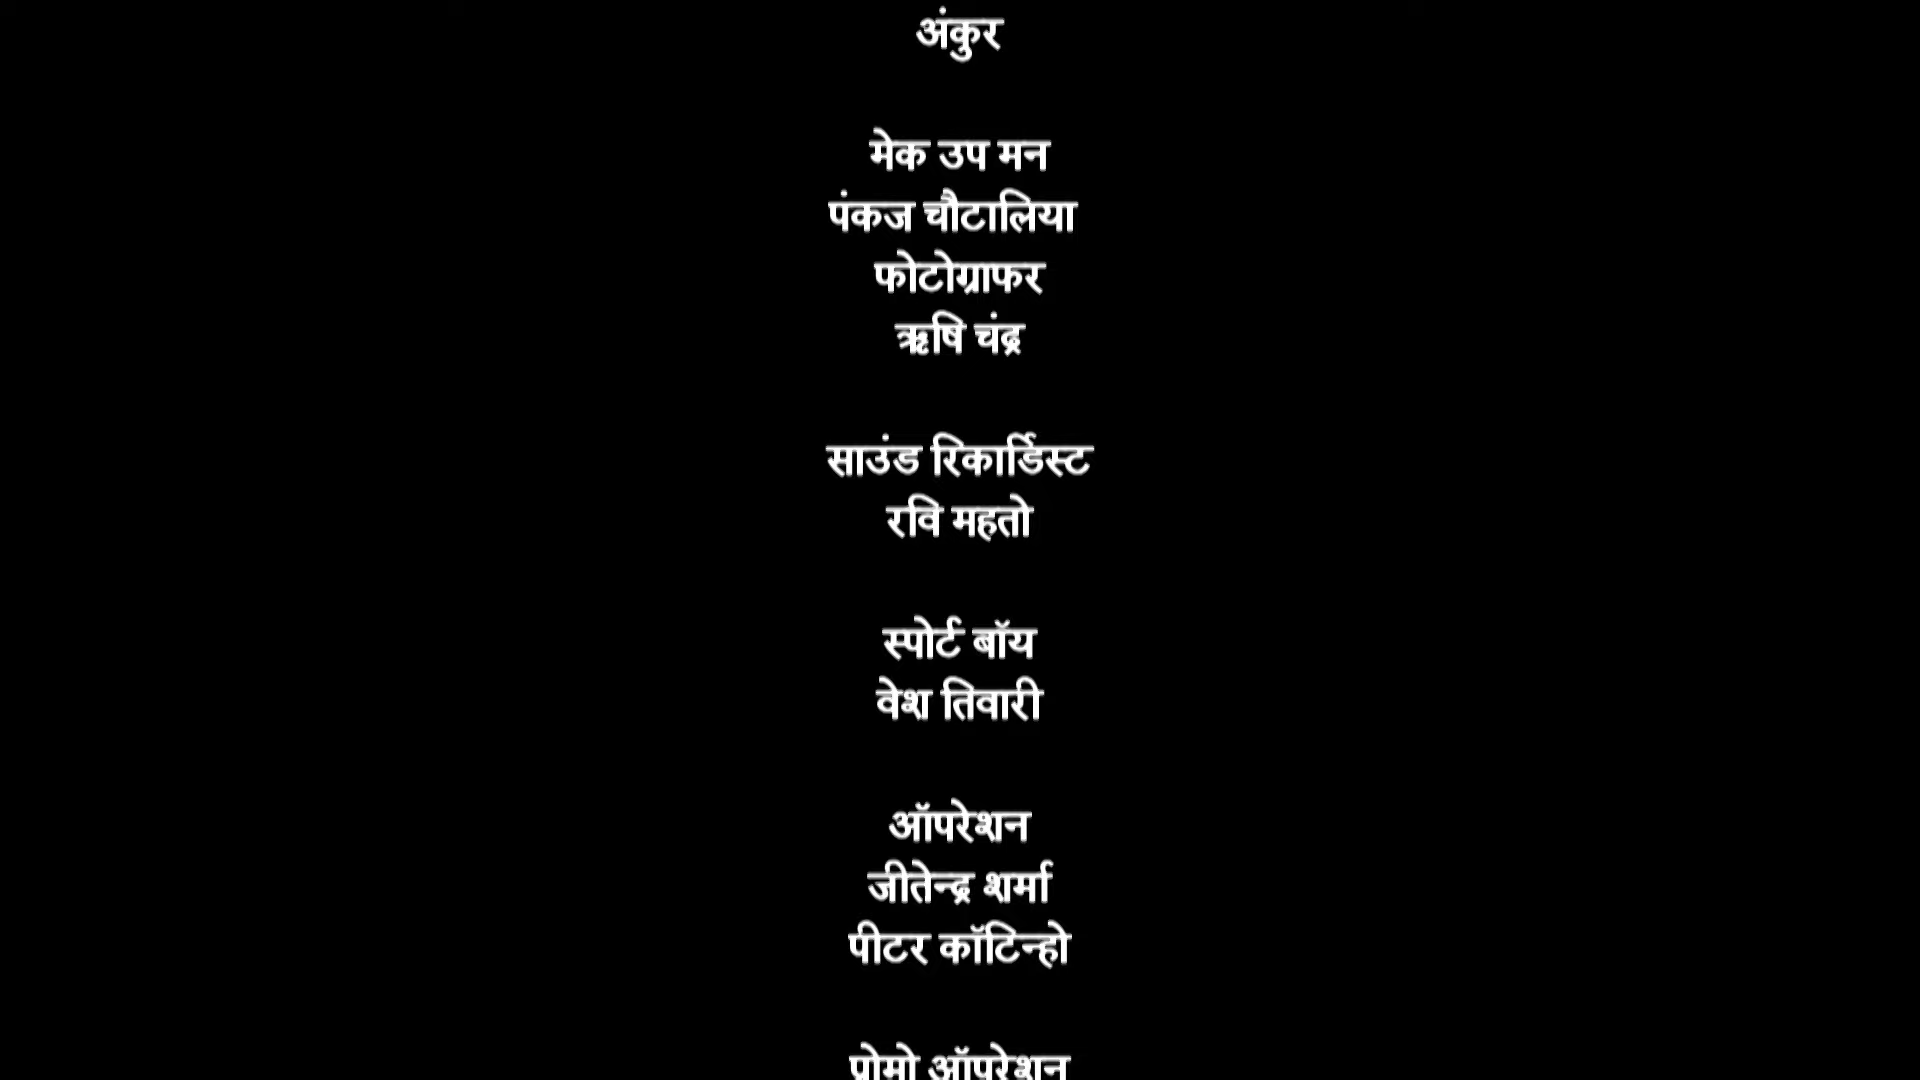 अंकुर
मेक उप मन
पंकज चौटालिया
फोटोग्राफर
ऋषि चंद्र
साउंड रिकार्डिस्ट
रवि महतो
स्पोर्ट बॉय
वेश तिवारी
ऑपरेशन
जीतेन्द्र शर्मा
पीटर कॉटिन्हो
प्रोमो ऑपरेशन